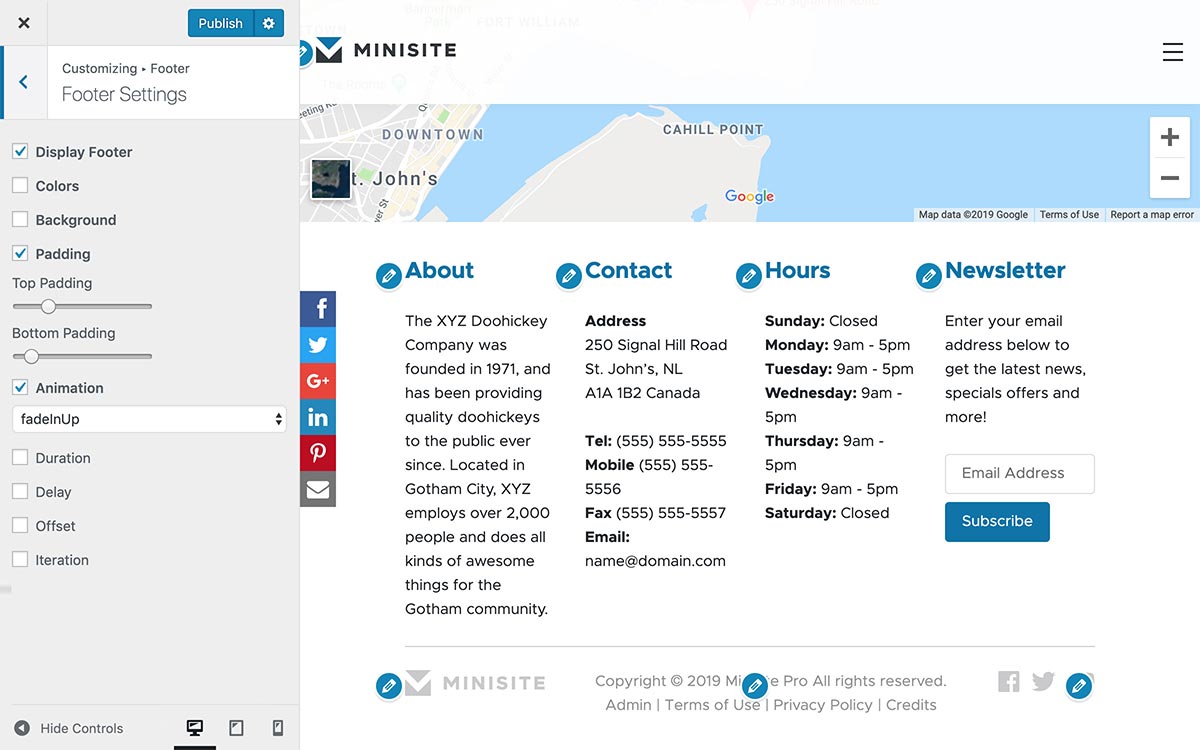 Publish
Customizing ▸ Footer
Footer Settings
Display Footer
Colors
Background
Padding
Top Padding
Bottom Padding
Animation
fadeInUp
Duration
Delay
Offset
Iteration
Hide Controls
Bannerman
Park
FORT WILLIAM
250 Signal Hill Road
MINISITE
The Rooms
DOWNTOWN
CAHILL POINT
t. John's
Google
Map data ©2019 Google
Terms of Use
Report a map error
About
The XYZ Doohickey
Company was
founded in 1971, and
has been providing
quality doohickeys
to the public ever
since. Located in
Gotham City, XYZ
employs over 2,000
people and does all
kinds of awesome
things for the
Gotham community.
Contact
Address
250 Signal Hill Road
St. John's, NL
A1A 1B2 Canada
Tel: (555) 555-5555
Mobile (555) 555-
5556
Fax (555) 555-5557
Email:
name@domain.com
Hours
Sunday: Closed
Monday: 9am - 5pm
Tuesday: 9am - 5pm
Wednesday: 9am -
5pm
Thursday: 9am -
5pm
Friday: 9am - 5pm
Saturday: Closed
Newsletter
Enter your email
address below to
get the latest news,
specials offers and
more!
Email Address
Subscribe
MINISITE
Copyright © 2019 Mi e Pro All rights reserved.
Admin | Terms of Use | Privacy Policy | Credits